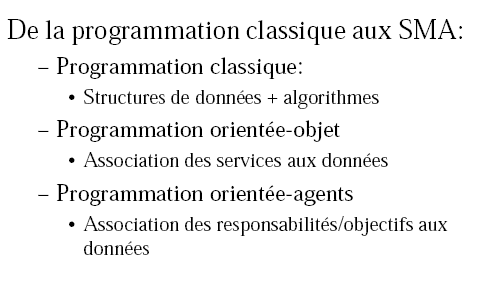 De la programmation classique aux SMA:
– Programmation classique:
• Structures de données + algorithmes
– Programmation orientée-objet
• Association des services aux données
– Programmation orientée-agents
• Association des responsabilités/objectifs aux
données